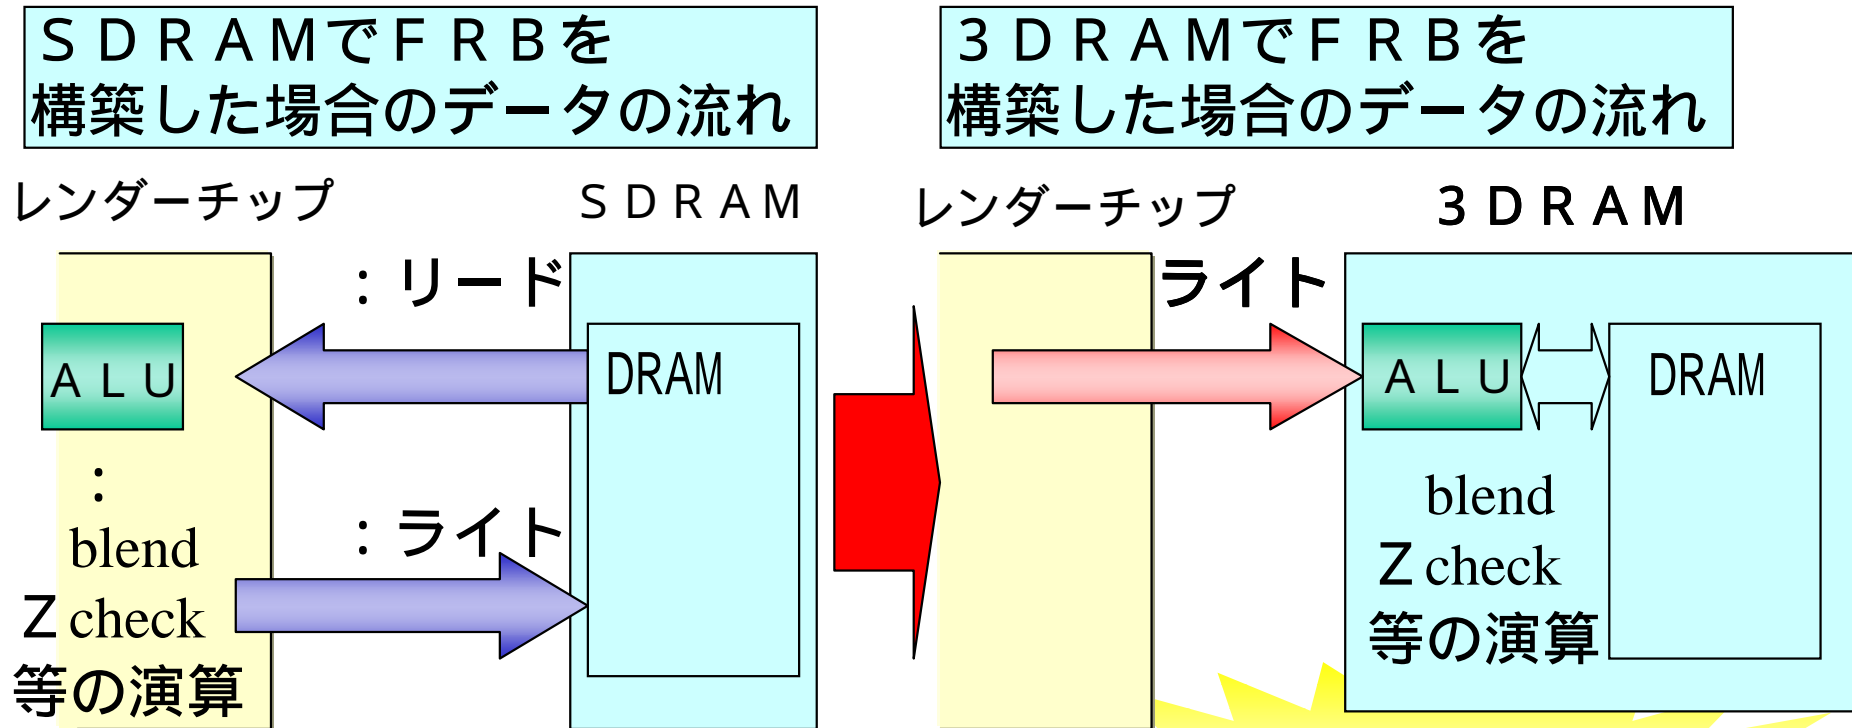 ＳＤＲＡＭでＦＲＢを
構築した場合のデータの流れ
レンダーチップ
ＳＤＲＡＭ
：リード
ＡＬＵ
DRAM
：
blend
Ｚcheck
等の演算
：ライト
３ＤＲＡＭでＦＲＢを
構築した場合のデータの流れ
レンダーチップ
３ＤＲＡＭ
ライト
ＡＬＵ
DRAM
blend
Ｚcheck
等の演算